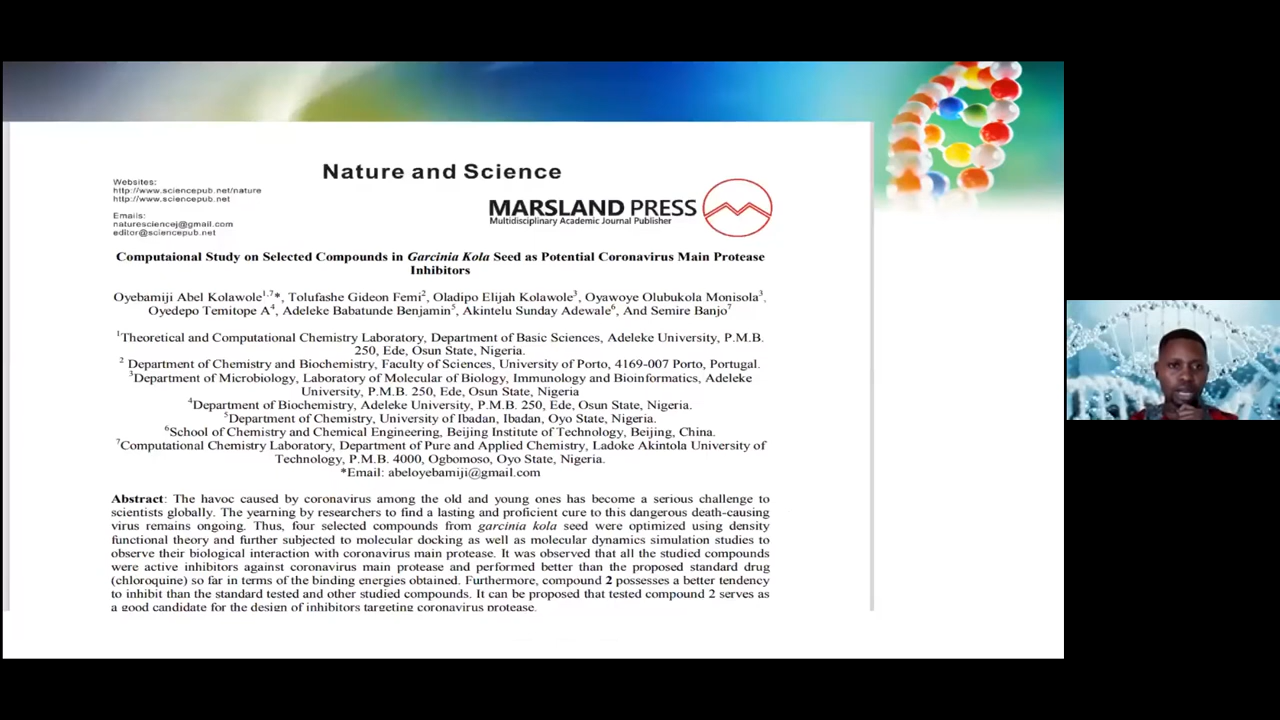 Nature and Science
Websites:
http://www.sciencepub.net/nature
http://www.sciencepub.net
Emails:
naturesciencej@gmail.com
editor@sciencepub.net
MARSLAND PRESS
Multidisciplinary Academic Journal Publisher
Computaional Study on Selected Compounds in Garcinia Kola Seed as Potential Coronavirus Main Protease
Inhibitors
Oyebamiji Abel Kolawole1,7*, Tolufashe Gideon Femi2, Oladipo Elijah Kolawole3, Oyawoye Olubukola Monisola3,
Oyedepo Temitope A4, Adeleke Babatunde Benjamin5, Akintelu Sunday Adewale6, And Semire Banjo7
1Theoretical and Computational Chemistry Laboratory, Department of Basic Sciences, Adeleke University, P.M.B.
250, Ede, Osun State, Nigeria.
2 Department of Chemistry and Biochemistry, Faculty of Sciences, University of Porto, 4169-007 Porto, Portugal.
3Department of Microbiology, Laboratory of Molecular of Biology, Immunology and Bioinformatics, Adeleke
University, P.M.B. 250, Ede, Osun State, Nigeria
4Department of Biochemistry, Adeleke University, P.M.B. 250, Ede, Osun State, Nigeria.
5Department of Chemistry, University of Ibadan, Ibadan, Oyo State, Nigeria.
6School of Chemistry and Chemical Engineering, Beijing Institute of Technology, Beijing, China.
7Computational Chemistry Laboratory, Department of Pure and Applied Chemistry, Ladoke Akintola University of
Technology, P.M.B. 4000, Ogbomoso, Oyo State, Nigeria.
*Email: abeloyebamiji@gmail.com
Abstract: The havoc caused by coronavirus among the old and young ones has become a serious challenge to
scientists globally. The yearning by researchers to find a lasting and proficient cure to this dangerous death-causing
virus remains ongoing. Thus, four selected compounds from garcinia kola seed were optimized using density
functional theory and further subjected to molecular docking as well as molecular dynamics simulation studies to
observe their biological interaction with coronavirus main protease. It was observed that all the studied compounds
were active inhibitors against coronavirus main protease and performed better than the proposed standard drug
(chloroquine) so far in terms of the binding energies obtained. Furthermore, compound 2 possesses a better tendency
to inhibit than the standard tested and other studied compounds. It can be proposed that tested compound 2 serves as
a good candidate for the design of inhibitors targeting coronavirus protease.